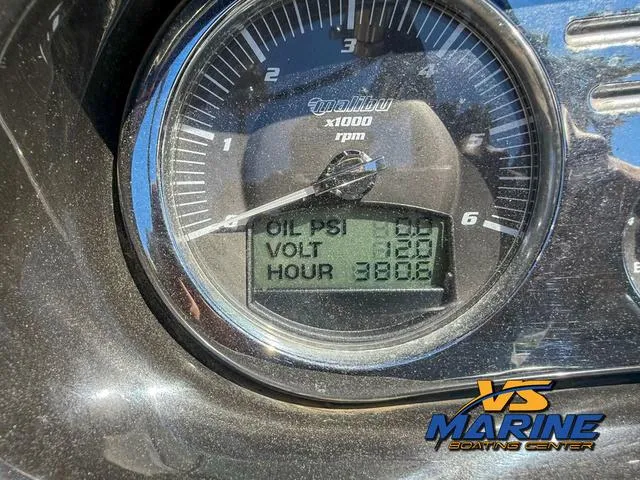 3
2
4
malibu
x1000
rpm
1
5
0
6
OIL PSI 0.0
VOLT 12.0
HOUR 380.6
VS
MARINE
BOATING CENTER